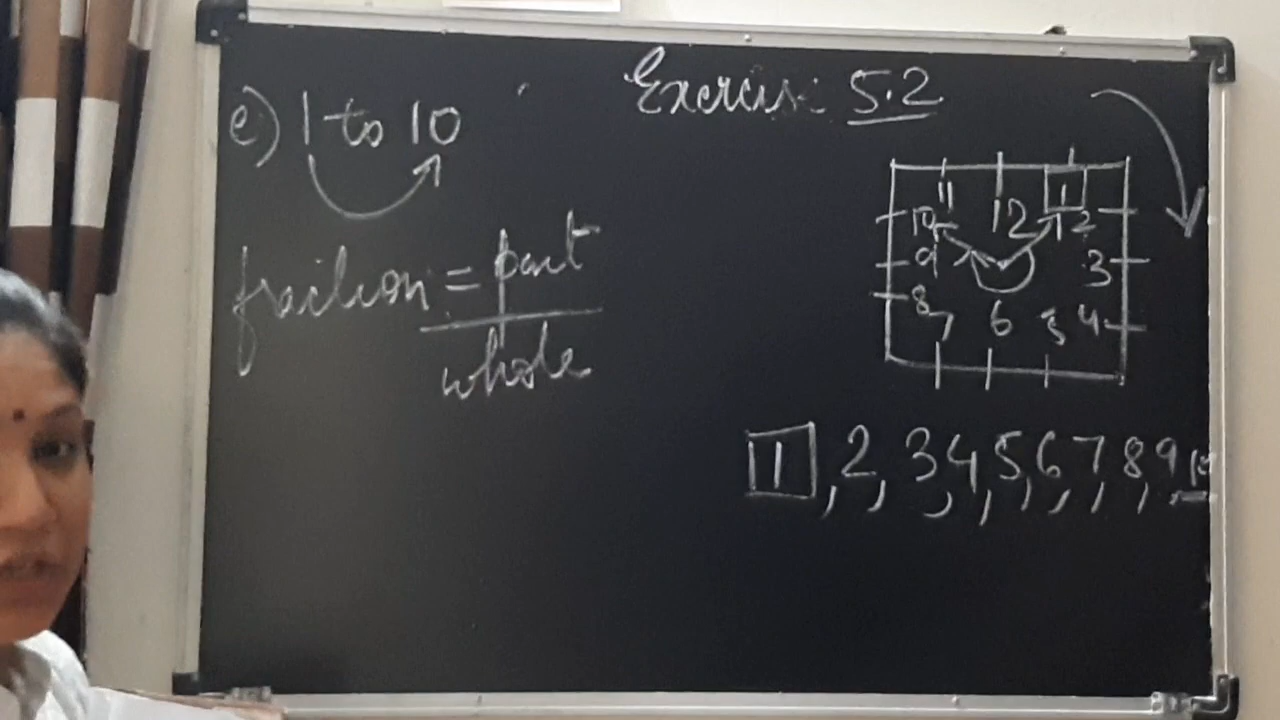 Exercise 5.2
e) 1 to 10
fraction = part
whole
11 12 1
10 2
9 3
8 4
7 6 5
1, 2, 3, 4, 5, 6, 7, 8, 9, 10